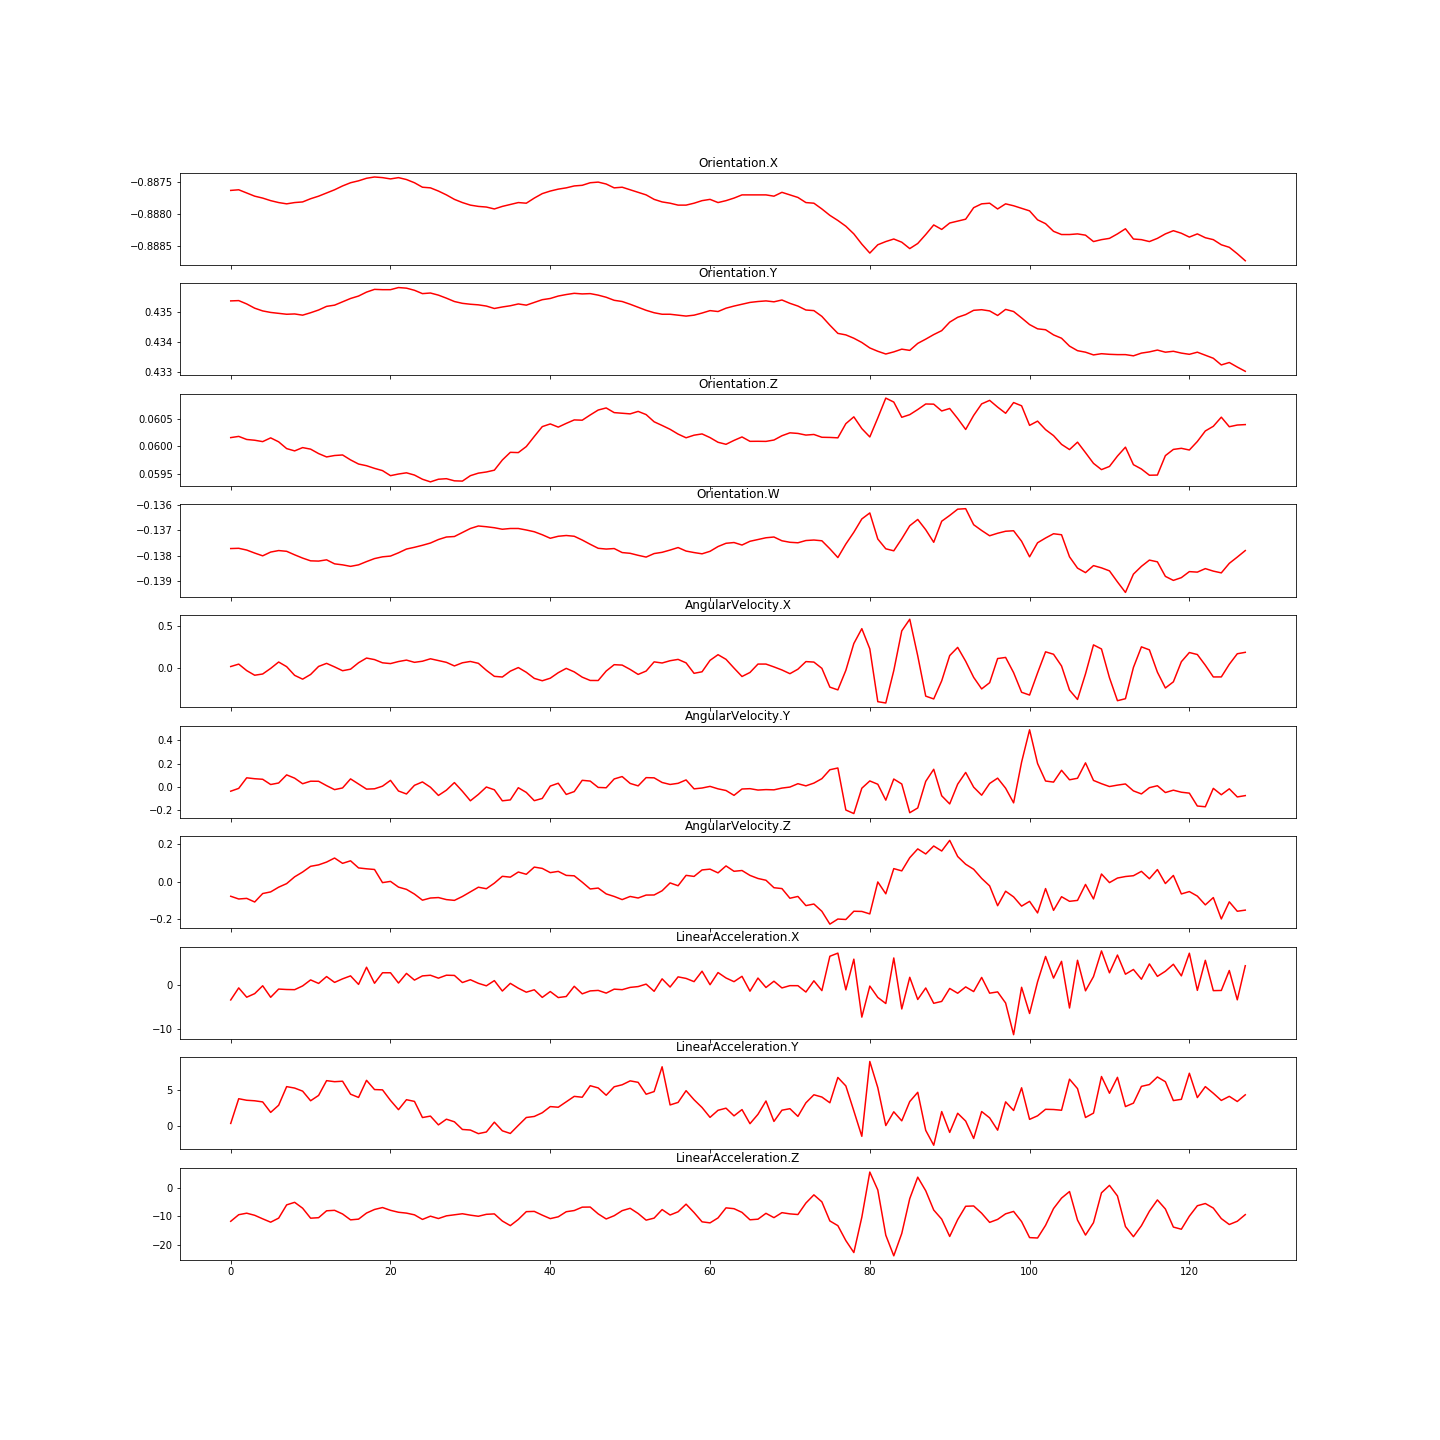 Orientation.X
−0.8875
−0.8880
−0.8885
Orientation.Y
0.435
0.434
0.433
Orientation.Z
0.0605
0.0600
0.0595
Orientation.W
−0.136
−0.137
−0.138
−0.139
AngularVelocity.X
0.5
0.0
AngularVelocity.Y
0.4
0.2
0.0
−0.2
AngularVelocity.Z
0.2
0.0
−0.2
LinearAcceleration.X
0
−10
LinearAcceleration.Y
5
0
LinearAcceleration.Z
0
−10
−20
0 20 40 60 80 100 120